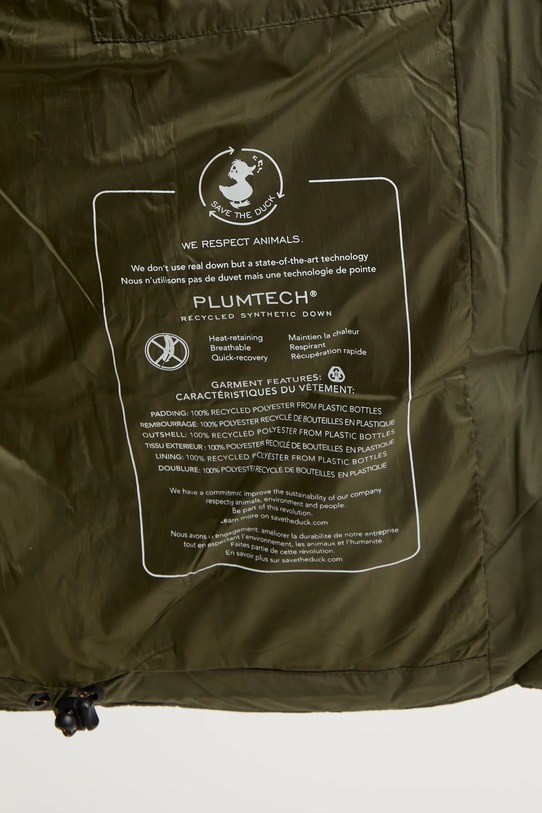 SAVE THE DUCK
WE RESPECT ANIMALS.
We don't use real down but a state-of-the-art technology
Nous n'utilisons pas de duvet mais une technologie de pointe
PLUMTECH®
RECYCLED SYNTHETIC DOWN
Heat-retaining
Breathable
Quick-recovery
Maintien la chaleur
Respirant
Récupération rapide
GARMENT FEATURES:
CARACTÉRISTIQUES DU VÊTEMENT:
PADDING: 100% RECYCLED POLYESTER FROM PLASTIC BOTTLES
REMBOURRAGE: 100% POLYESTER RECYCLÉ DE BOUTEILLES EN PLASTIQUE
OUTSHELL: 100% RECYCLED POLYESTER FROM PLASTIC BOTTLES
TISSU EXTERIEUR: 100% POLYESTER RECYCLÉ DE BOUTEILLES EN PLASTIQUE
LINING: 100% RECYCLED POLYESTER FROM PLASTIC BOTTLES
DOUBLURE: 100% POLYESTER RECYCLÉ DE BOUTEILLES EN PLASTIQUE
We have a improve the sustainability of our company
animals, environment and people.
Be part of this revolution.
Learn more on savetheduck.com
Nous avons améliorer la durabilité de notre entreprise
tout en l'environnement, les animaux et l'humanité.
Faites partie de cette révolution.
En savoir plus sur savetheduck.com